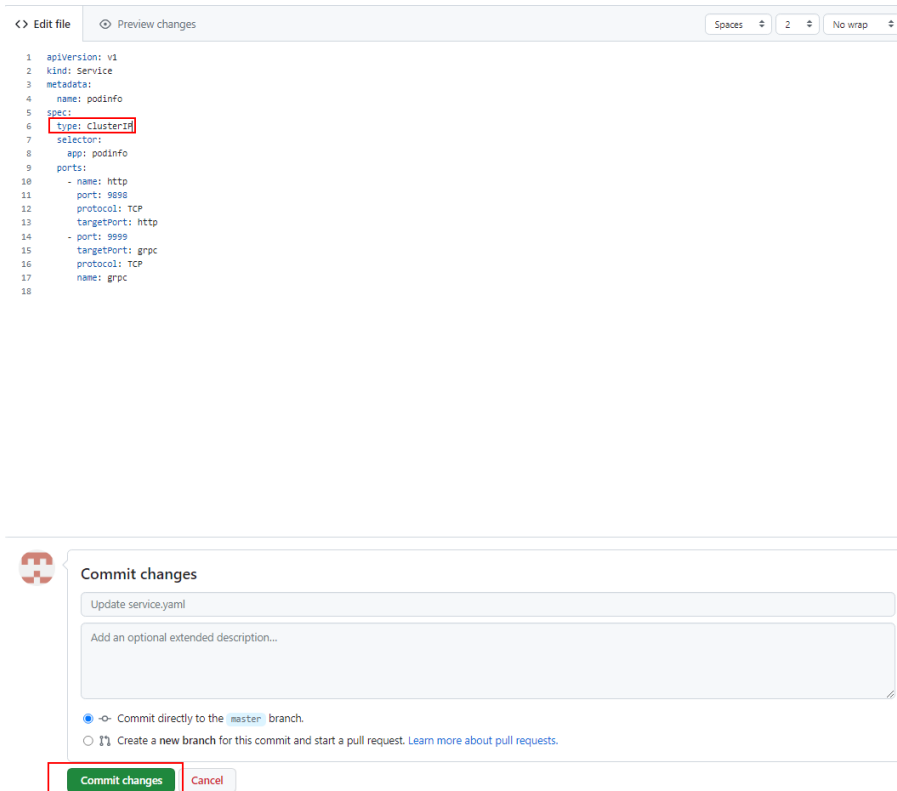 <> Edit file
Preview changes
Spaces
2
No wrap
1 apiVersion: v1
2 kind: Service
3 metadata:
4   name: podinfo
5 spec:
6   type: ClusterIP
7   selector:
8     app: podinfo
9   ports:
10     - name: http
11       port: 9898
12       protocol: TCP
13       targetPort: http
14     - port: 9999
15       targetPort: grpc
16       protocol: TCP
17       name: grpc
18
Commit changes
Update service.yaml
Add an optional extended description...
Commit directly to the master branch.
Create a new branch for this commit and start a pull request. Learn more about pull requests.
Commit changes
Cancel